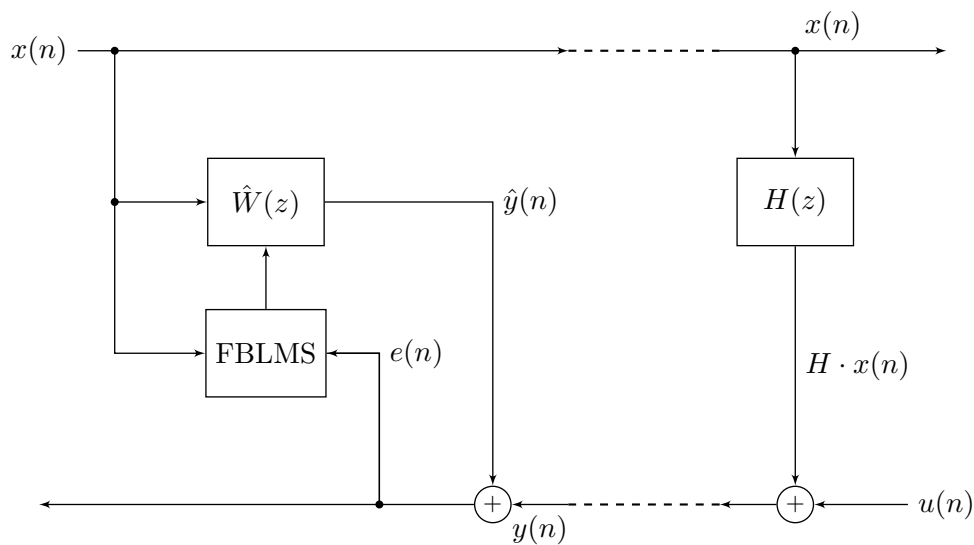 x(n)
x(n)
Ŵ(z)
ŷ(n)
H(z)
FBLMS
e(n)
H · x(n)
+
y(n)
+
u(n)